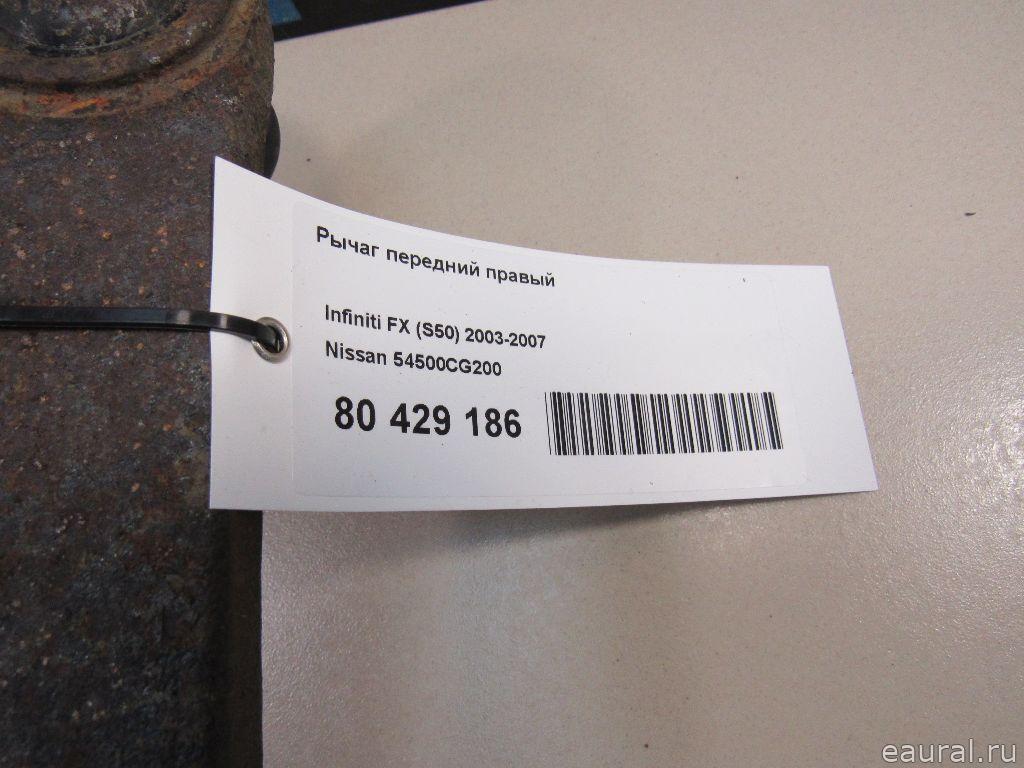 Рычаг передний правый
Infiniti FX (S50) 2003-2007
Nissan 54500CG200
80 429 186
eaural.ru